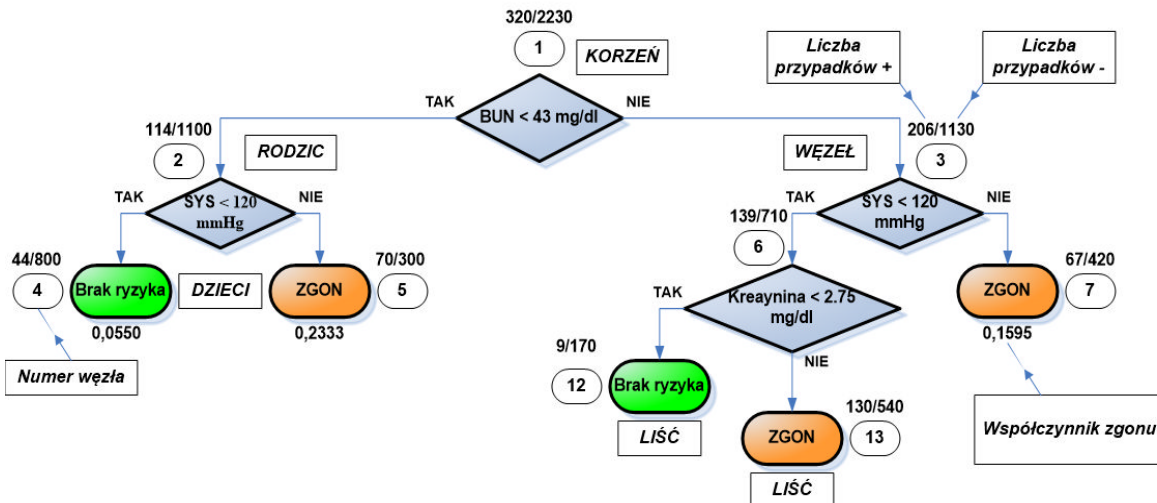 320/2230
1
KORZEŃ
Liczba
przypadków +
Liczba
przypadków -
TAK
BUN < 43 mg/dl
NIE
114/1100
2
RODZIC
WĘZEŁ
206/1130
3
TAK
SYS < 120
mmHg
NIE
TAK
SYS < 120
mmHg
NIE
139/710
6
44/800
4
Brak ryzyka
DZIECI
ZGON
70/300
5
0,0550
0,2333
TAK
Kreaynina < 2.75
mg/dl
NIE
ZGON
67/420
7
0,1595
Numer węzła
9/170
12
Brak ryzyka
LIŚĆ
130/540
ZGON
13
LIŚĆ
Współczynnik zgonu